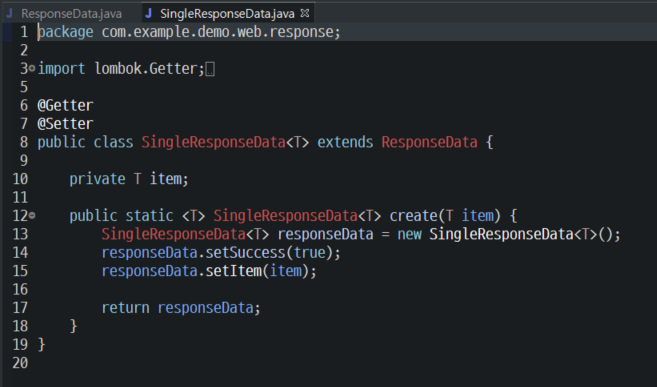 ResponseData.java SingleResponseData.java
1 package com.example.demo.web.response;
2
3 import lombok.Getter;
5
6 @Getter
7 @Setter
8 public class SingleResponseData<T> extends ResponseData {
9
10     private T item;
11
12     public static <T> SingleResponseData<T> create(T item) {
13         SingleResponseData<T> responseData = new SingleResponseData<T>();
14         responseData.setSuccess(true);
15         responseData.setItem(item);
16
17         return responseData;
18     }
19 }
20